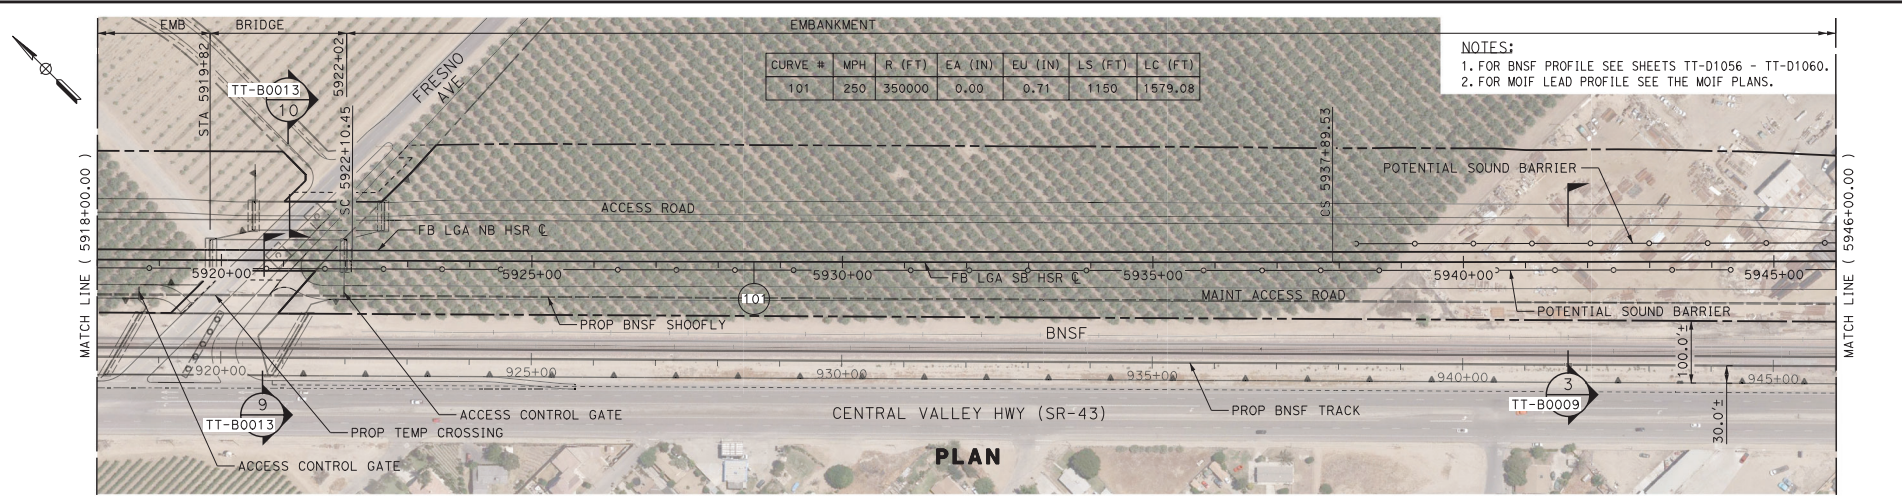 EMB
BRIDGE
EMBANKMENT
STA 5919+82
5922+02
SC 5922+10.45
FRESNO
AVE
TT-B0013
10
CURVE # MPH R (FT) EA (IN) EU (IN) LS (FT) LC (FT)
101 250 350000 0.00 0.71 1150 1579.08
NOTES:
1. FOR BNSF PROFILE SEE SHEETS TT-D1056 - TT-D1060.
2. FOR MOIF LEAD PROFILE SEE THE MOIF PLANS.
CS 5937+89.53
POTENTIAL SOUND BARRIER
MATCH LINE ( 5918+00.00 )
MATCH LINE ( 5946+00.00 )
ACCESS ROAD
FB LGA NB HSR ℄
5920+00
5925+00
5930+00
FB LGA SB HSR ℄
5935+00
5940+00
5945+00
101
MAINT ACCESS ROAD
POTENTIAL SOUND BARRIER
PROP BNSF SHOOFLY
BNSF
100.0'±
920+00
925+00
930+00
935+00
940+00
945+00
9
TT-B0013
3
TT-B0009
30.0'±
ACCESS CONTROL GATE
CENTRAL VALLEY HWY (SR-43)
PROP BNSF TRACK
PROP TEMP CROSSING
ACCESS CONTROL GATE
PLAN